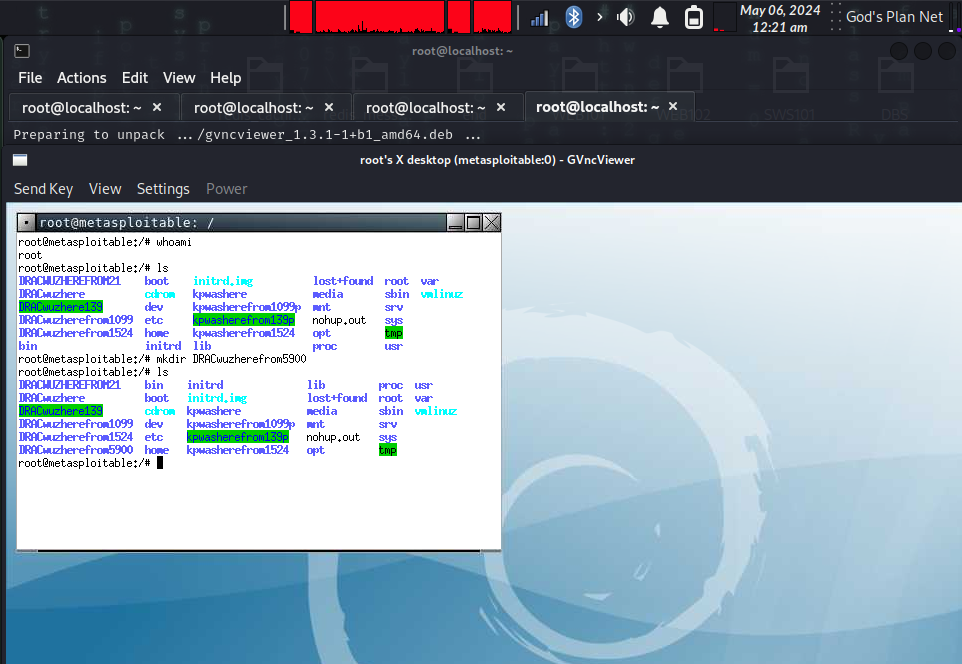 May 06, 2024
12:21 am
God's Plan Net
root@localhost: ~
File Actions Edit View Help
root@localhost: ~ × root@localhost: ~ × root@localhost: ~ × root@localhost: ~ ×
WEB102 SWS101 DBS
Preparing to unpack .../gvncviewer_1.3.1-1+b1_amd64.deb ...
root's X desktop (metasploitable:0) - GVncViewer
Send Key View Settings Power
root@metasploitable: /
root@metasploitable:/# whoami
root
root@metasploitable:/# ls
DRACWUZHEREFROM21 boot initrd.img lost+found root var
DRACwuzhere cdrom kpwashere media sbin vmlinuz
DRACwuzhere139 dev kpwasherefrom1099p mnt srv
DRACwuzherefrom1099 etc kpwasherefrom139p nohup.out sys
DRACwuzherefrom1524 home kpwasherefrom1524 opt tmp
bin initrd lib proc usr
root@metasploitable:/# mkdir DRACwuzherefrom5900
root@metasploitable:/# ls
DRACWUZHEREFROM21 bin initrd lib proc usr
DRACwuzhere boot initrd.img lost+found root var
DRACwuzhere139 cdrom kpwashere media sbin vmlinuz
DRACwuzherefrom1099 dev kpwasherefrom1099p mnt srv
DRACwuzherefrom1524 etc kpwasherefrom139p nohup.out sys
DRACwuzherefrom5900 home kpwasherefrom1524 opt tmp
root@metasploitable:/#